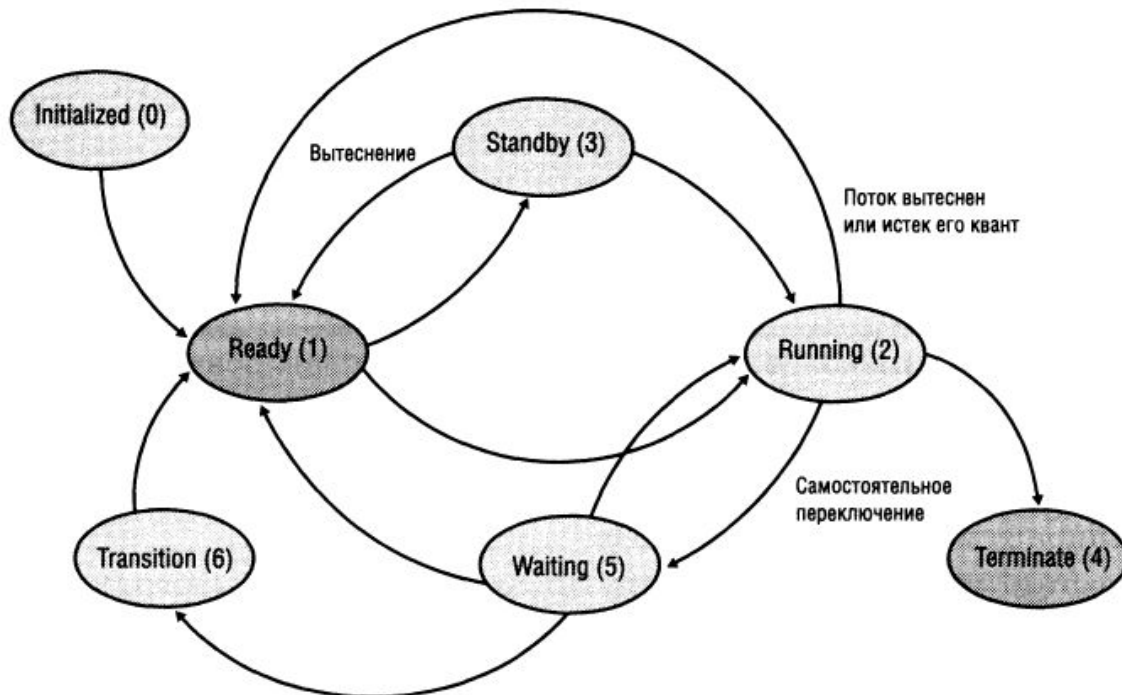 Initialized (0)
Standby (3)
Вытеснение
Поток вытеснен
или истек его квант
Ready (1)
Running (2)
Самостоятельное
переключение
Transition (6)
Waiting (5)
Terminate (4)